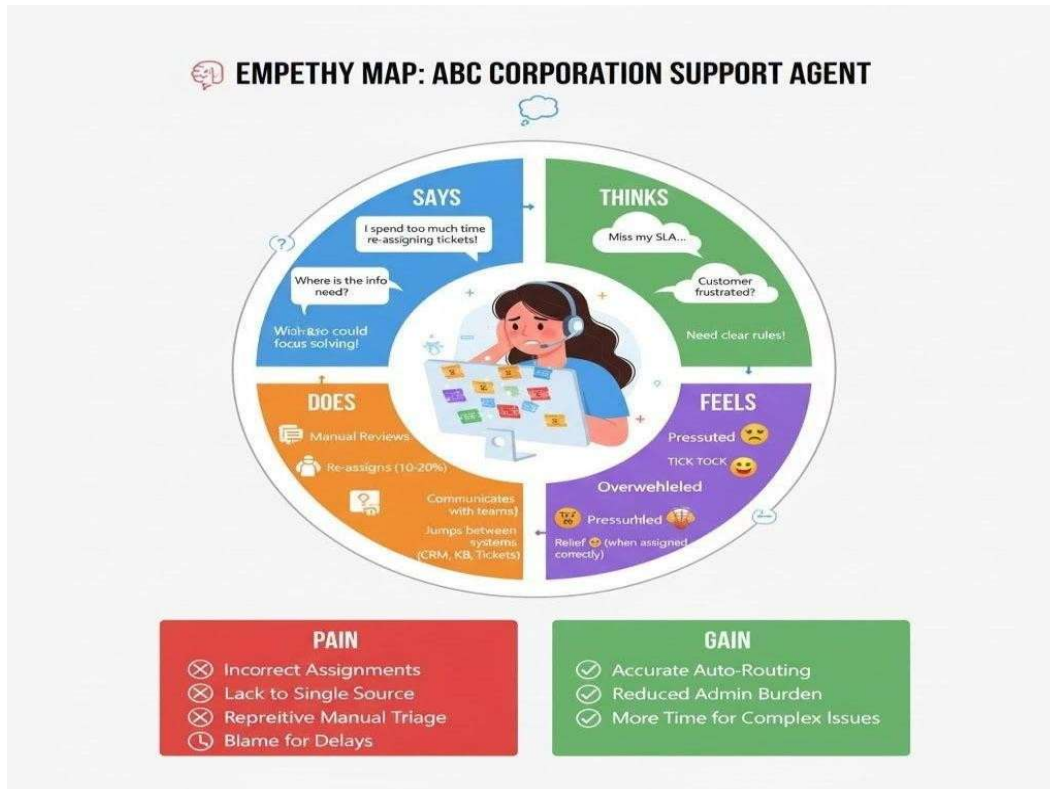 EMPETHY MAP: ABC CORPORATION SUPPORT AGENT
SAYS
I spend too much time
re-assigning tickets!
Where is the info
need?
could
focus solving!
THINKS
Miss my SLA...
Customer
frustrated?
Need clear rules!
DOES
Manual Reviews
Re-assigns (10-20%)
Communicates
with teams)
Jumps between
systems
(CRM, KB, Tickets)
FEELS
Pressuted
TICK TOCK
Overwehleled
Pressurhled
Relief (when assigned
correctly)
PAIN
Incorrect Assignments
Lack to Single Source
Repreitive Manual Triage
Blame for Delays
GAIN
Accurate Auto-Routing
Reduced Admin Burden
More Time for Complex Issues